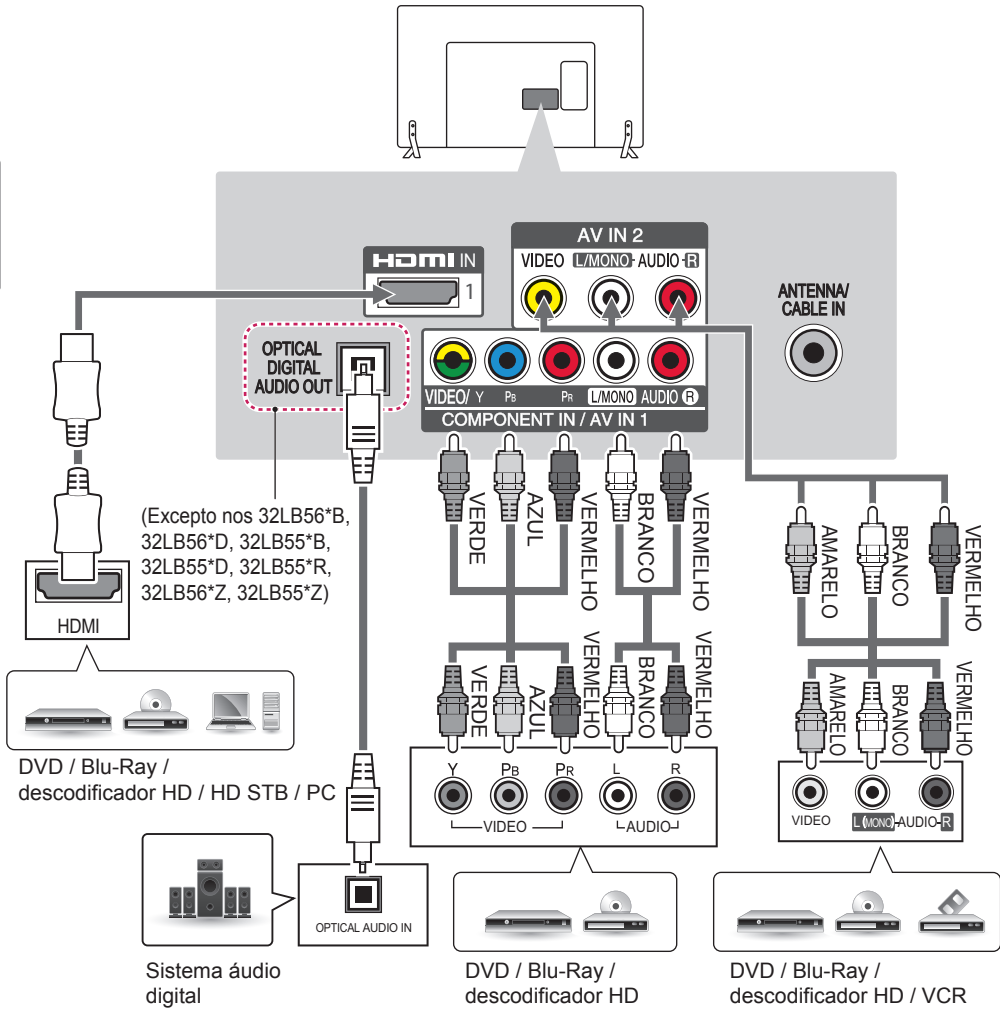 AV IN 2
VIDEO L/MONO AUDIO R
HDMI IN
1
ANTENNA/
CABLE IN
OPTICAL
DIGITAL
AUDIO OUT
VIDEO/ Y PB PR L/MONO AUDIO R
COMPONENT IN / AV IN 1
(Excepto nos 32LB56*B,
32LB56*D, 32LB55*B,
32LB55*D, 32LB55*R,
32LB56*Z, 32LB55*Z)
VERDE
AZUL
VERMELHO
BRANCO
VERMELHO
AMARELO
BRANCO
VERMELHO
HDMI
VERDE
AZUL
VERMELHO
BRANCO
VERMELHO
AMARELO
BRANCO
VERMELHO
DVD / Blu-Ray /
descodificador HD / HD STB / PC
Y PB PR L R
VIDEO AUDIO
VIDEO L(MONO)AUDIO R
OPTICAL AUDIO IN
Sistema áudio
digital
DVD / Blu-Ray /
descodificador HD
DVD / Blu-Ray /
descodificador HD / VCR